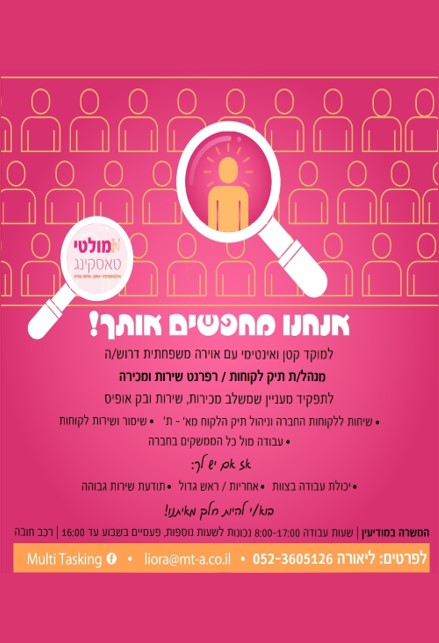 מולטי
טאסקינג
אנחנו מחפשים אותך!
למוקד קטן ואינטימי עם אוירה משפחתית דרוש/ה
מנהל/ת תיק לקוחות / רפרנט שירות ומכירה
לתפקיד מעניין שמשלב מכירות, שירות ובק אופיס
• שיחות ללקוחות החברה וניהול תיק הלקוח מא' - ת' • שימור ושירות לקוחות
• עבודה מול כל הממשקים בחברה
אז אם יש לך:
• יכולת עבודה בצוות • אחריות / ראש גדול • תודעת שירות גבוהה
בוא/י להיות חלק מאיתנו!
המשרה במודיעין | שעות עבודה 8:00-17:00 נכונות לשעות נוספות, פעמיים בשבוע עד 16:00 | רכב חובה
לפרטים: ליאורה 052-3605126 • liora@mt-a.co.il • Multi Tasking